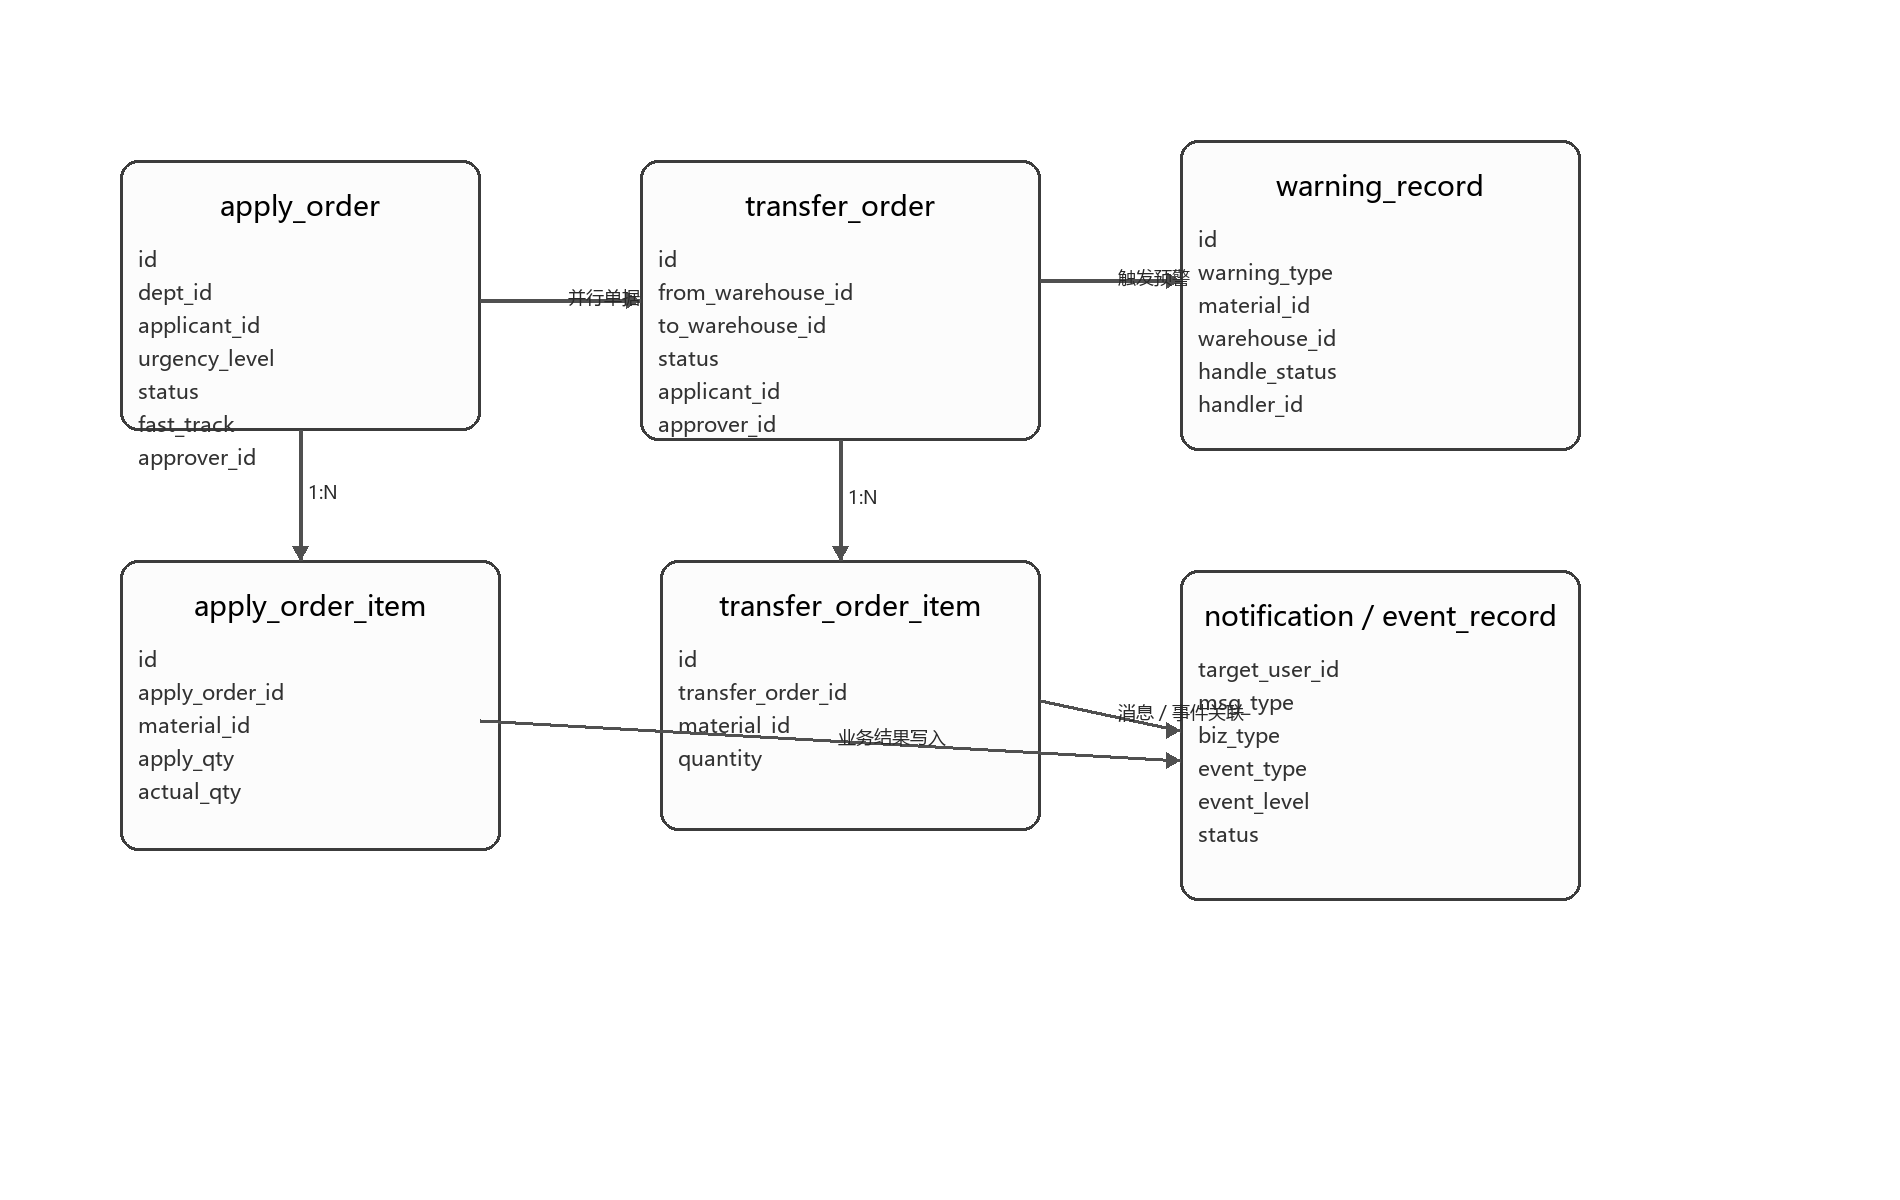 apply_order
id
dept_id
applicant_id
urgency_level
status
fast_track
approver_id
并行单据
transfer_order
id
from_warehouse_id
to_warehouse_id
status
applicant_id
approver_id
触发预警
warning_record
id
warning_type
material_id
warehouse_id
handle_status
handler_id
1:N
1:N
apply_order_item
id
apply_order_id
material_id
apply_qty
actual_qty
transfer_order_item
id
transfer_order_id
material_id
quantity
业务结果写入
消息 / 事件关联
notification / event_record
target_user_id
msg_type
biz_type
event_type
event_level
status